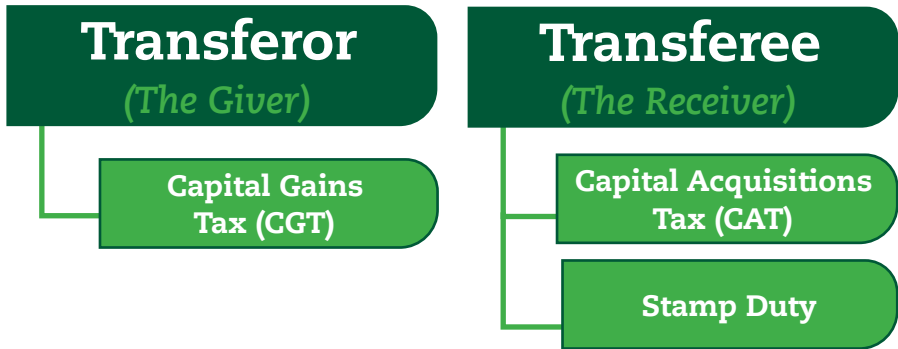 Transferor
(The Giver)
Capital Gains
Tax (CGT)
Transferee
(The Receiver)
Capital Acquisitions
Tax (CAT)
Stamp Duty